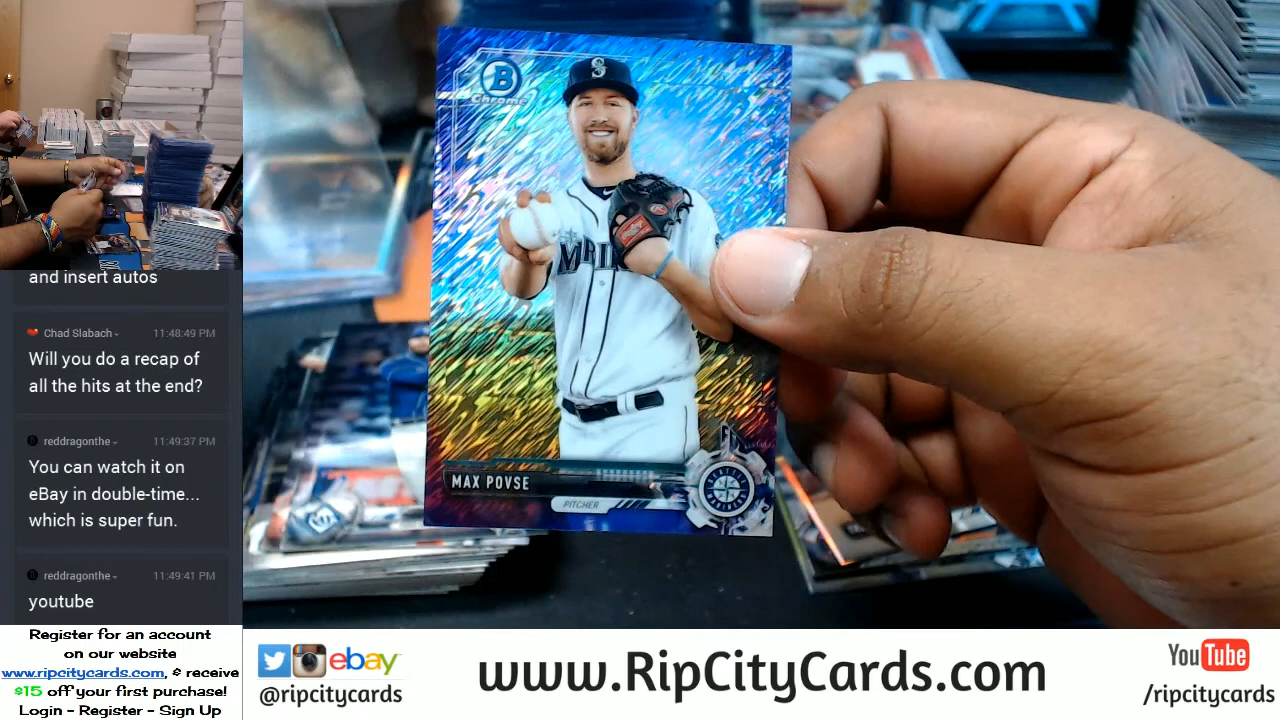 and insert autos
Chad Slabach
11:48:49 PM
Will you do a recap of
all the hits at the end?
reddragonthe
11:49:37 PM
You can watch it on
eBay in double-time...
which is super fun.
reddragonthe
11:49:41 PM
youtube
Register for an account
on our website
www.ripcitycards.com, & receive
$15 off your first purchase!
Login - Register - Sign Up
B
Chrome
S
MARIN
MAX POVSE
PITCHER
ebay
@ripcitycards
www.RipCityCards.com
You Tube
/ripcitycards